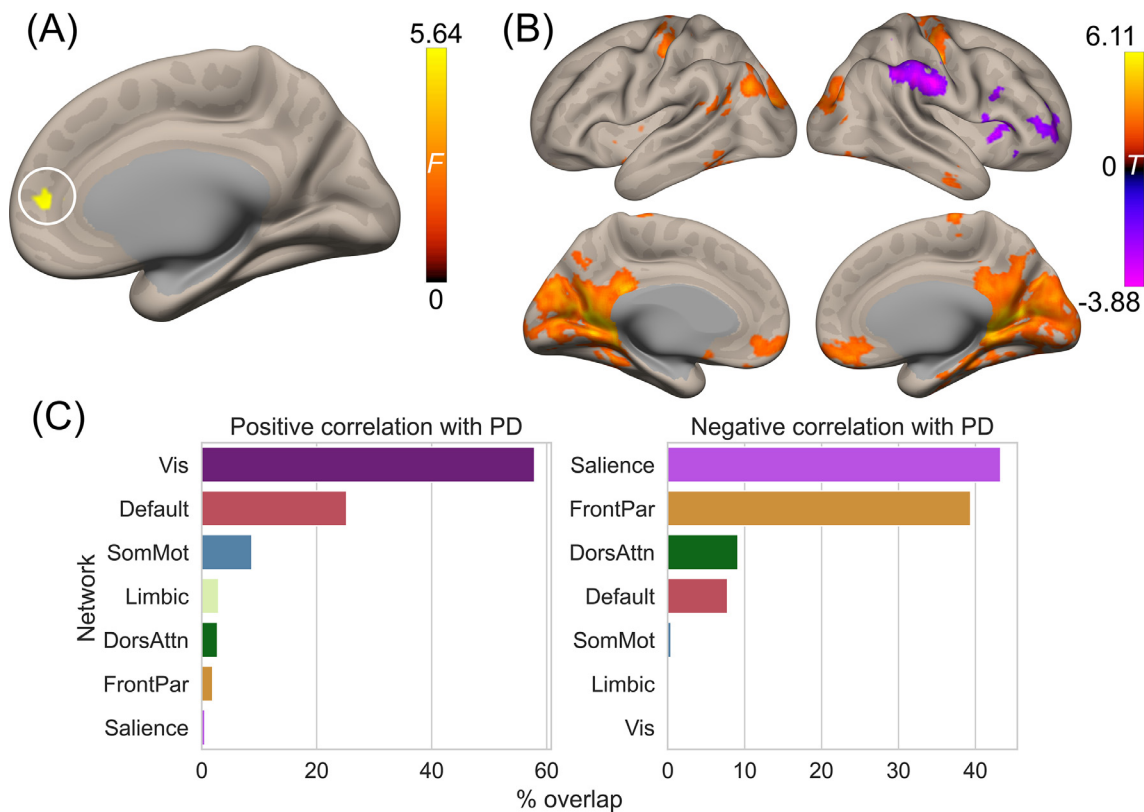 (A)
5.64
F
0
(B)
6.11
0
T
-3.88
(C)
Positive correlation with PD
Network
Vis
Default
SomMot
Limbic
DorsAttn
FrontPar
Salience
0 20 40 60
Negative correlation with PD
Salience
FrontPar
DorsAttn
Default
SomMot
Limbic
Vis
0 10 20 30 40
% overlap